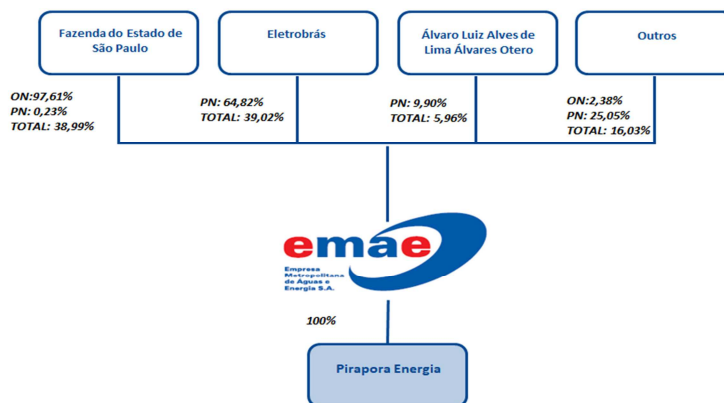 Fazenda do Estado de
São Paulo
Eletrobrás
Álvaro Luiz Alves de
Lima Álvares Otero
Outros
ON:97,61%
PN: 0,23%
TOTAL: 38,99%
PN: 64,82%
TOTAL: 39,02%
PN: 9,90%
TOTAL: 5,96%
ON:2,38%
PN: 25,05%
TOTAL: 16,03%
emae
Empresa
Metropolitana
de Águas e
Energia S.A.
100%
Pirapora Energia